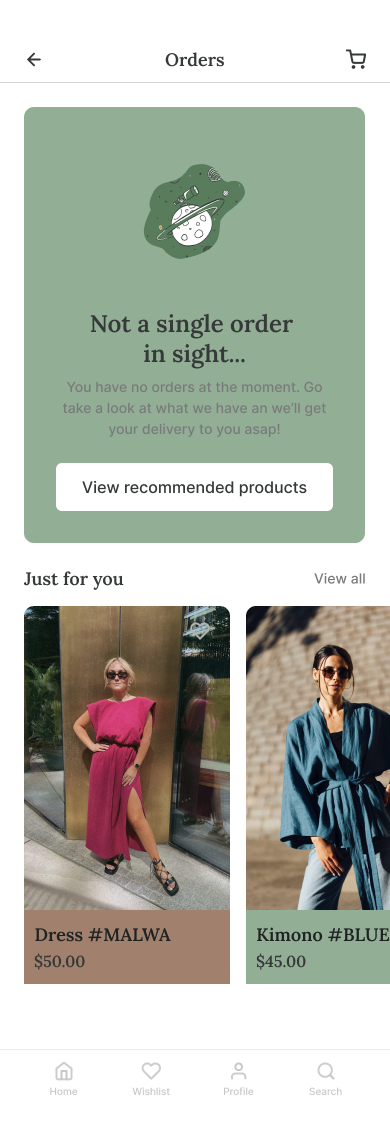 Orders
Not a single order
in sight...
You have no orders at the moment. Go
take a look at what we have an we'll get
your delivery to you asap!
View recommended products
Just for you
View all
Dress #MALWA
$50.00
Kimono #BLUE
$45.00
Home
Wishlist
Profile
Search